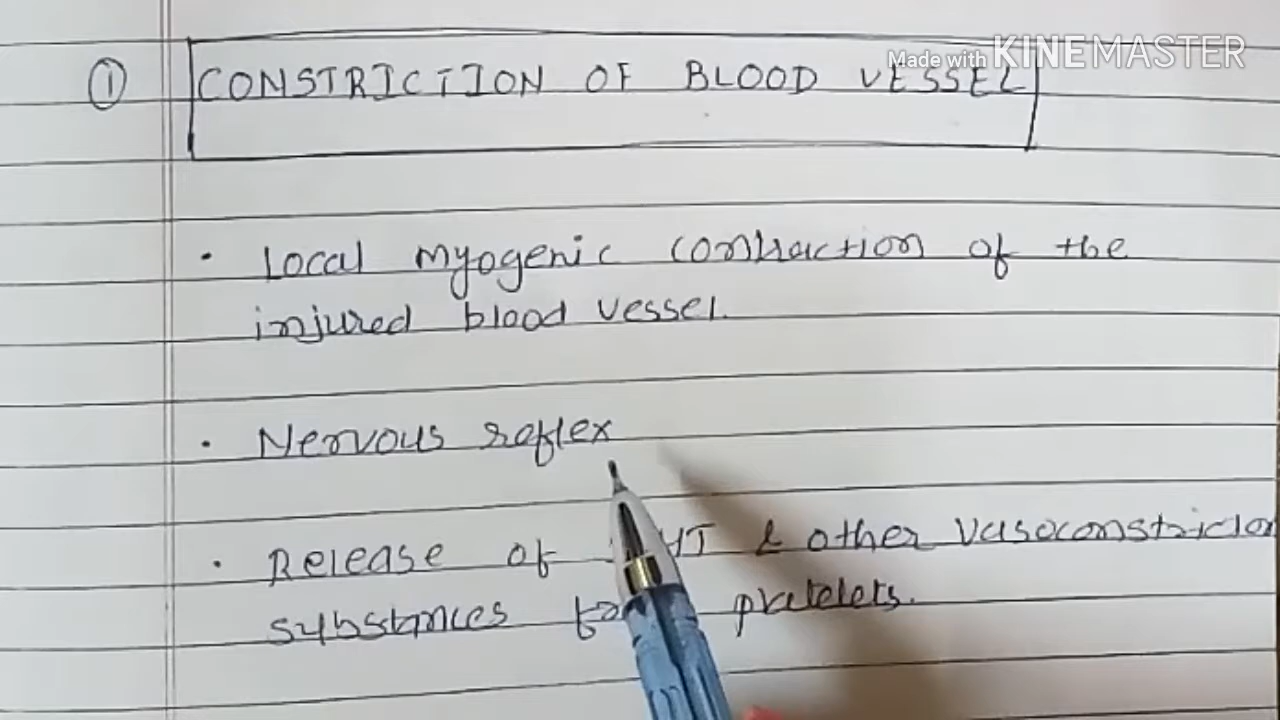 Made with KINEMASTER
① CONSTRICTION OF BLOOD VESSEL
• Local myogenic contraction of the
injured blood vessel.
• Nervous reflex
• Release of HT & other vasoconstrictor
substances platelets.